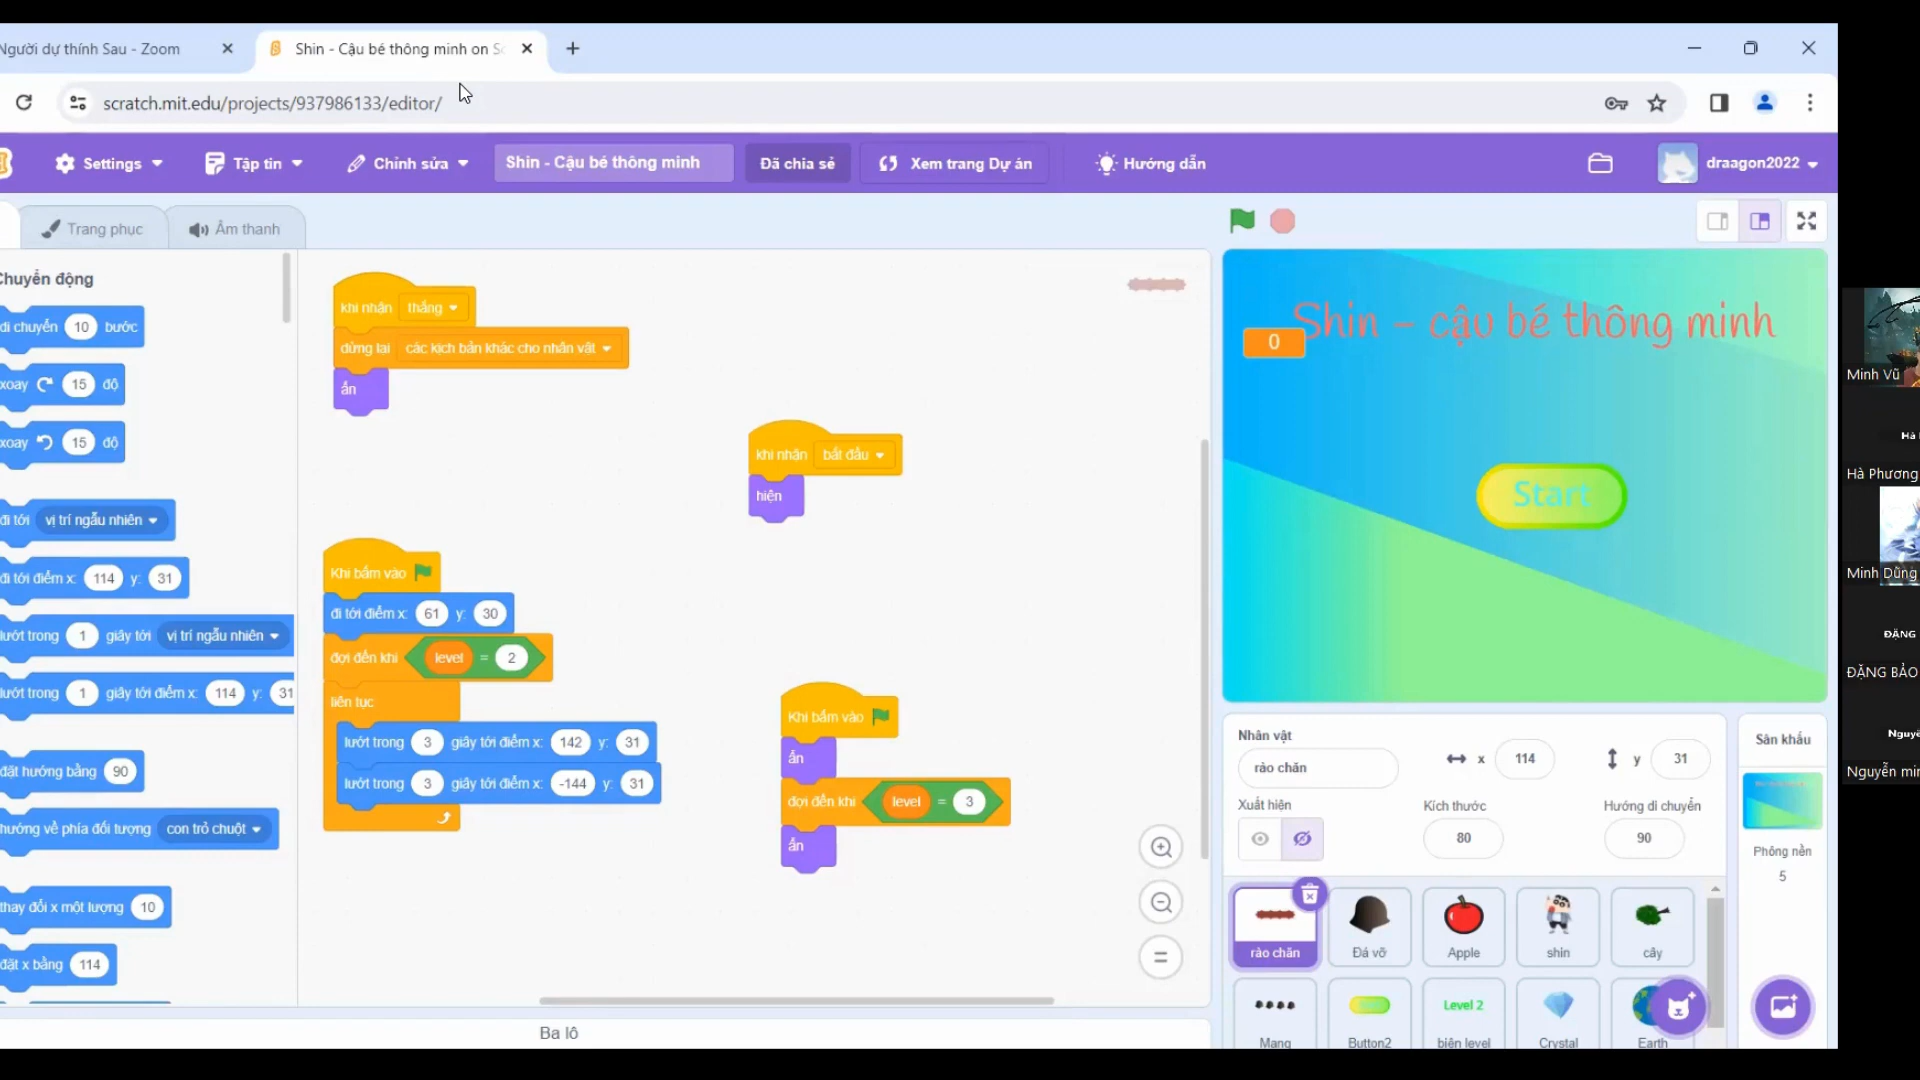 Người dự thính Sau - Zoom
Shin - Cậu bé thông minh on Sc
scratch.mit.edu/projects/937986133/editor/
Settings
Tập tin
Chỉnh sửa
Shin - Cậu bé thông minh
Đã chia sẻ
Xem trang Dự án
Hướng dẫn
draagon2022
Trang phục
Âm thanh
Chuyển động
di chuyển 10 bước
xoay 15 độ
xoay 15 độ
đi tới vị trí ngẫu nhiên
đi tới điểm x: 114 y: 31
lướt trong 1 giây tới vị trí ngẫu nhiên
lướt trong 1 giây tới điểm x: 114 y: 31
đặt hướng bằng 90
hướng về phía đối tượng con trỏ chuột
thay đổi x một lượng 10
đặt x bằng 114
khi nhận thắng
dừng lại các kịch bản khác cho nhân vật
ẩn
khi nhận bắt đầu
hiện
Khi bấm vào
đi tới điểm x: 61 y: 30
đợi đến khi level = 2
liên tục
lướt trong 3 giây tới điểm x: 142 y: 31
lướt trong 3 giây tới điểm x: -144 y: 31
Khi bấm vào
ẩn
đợi đến khi level = 3
ẩn
Ba lô
Shin - cậu bé thông minh
0
Start
Nhân vật
rào chăn
x 114
y 31
Xuất hiện
Kích thước
80
Hướng di chuyển
90
Sân khấu
Phông nền
5
rào chăn
Đá vỡ
Apple
shin
cây
Mạng
Button2
Level 2
biên level
Crystal
Earth
Minh Vũ
Hà
Hà Phương
Minh Dũng
ĐẶNG
ĐẶNG BẢO
Nguyễ
Nguyễn min